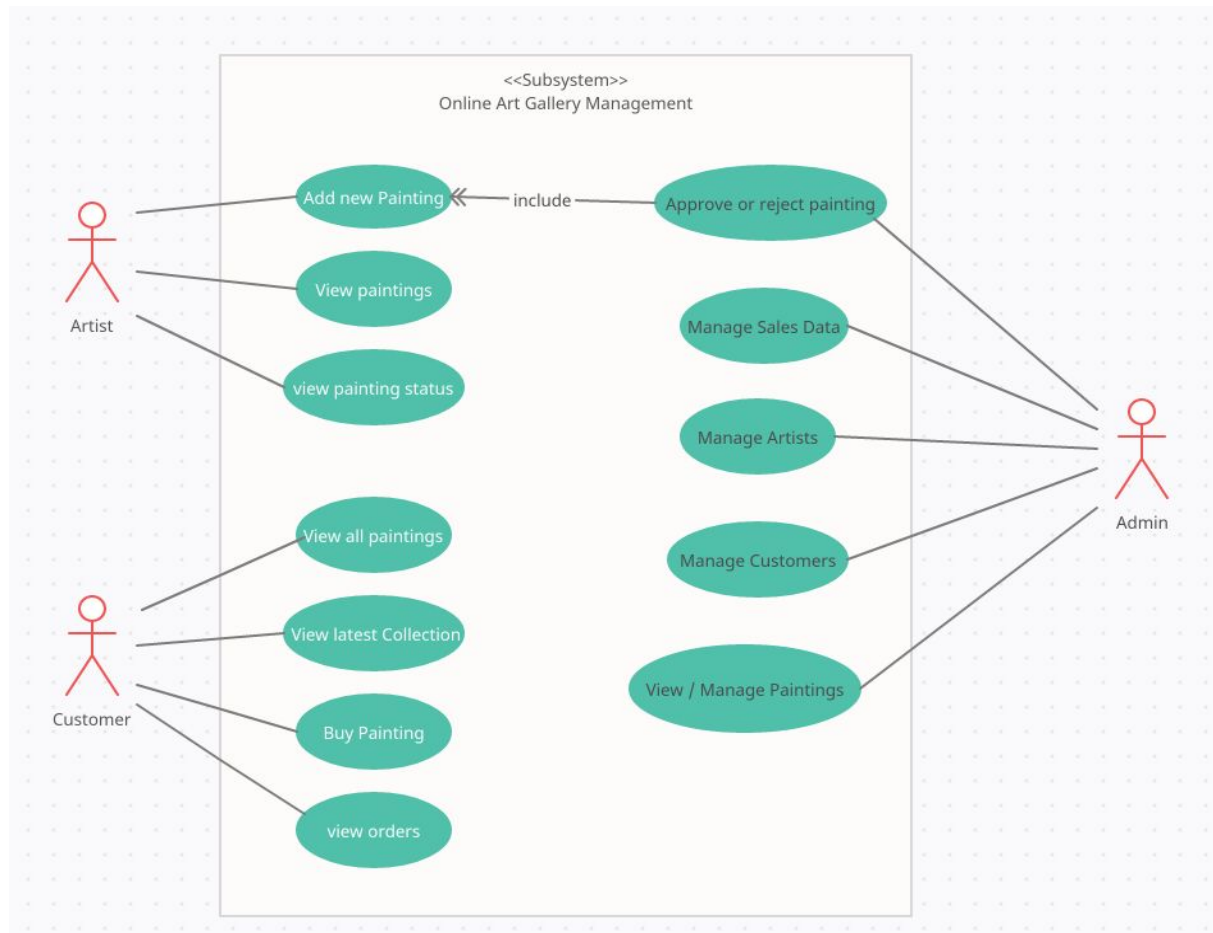 <<Subsystem>>
Online Art Gallery Management
Add new Painting
include
Approve or reject painting
View paintings
Artist
Manage Sales Data
view painting status
Manage Artists
Admin
View all paintings
Manage Customers
View latest Collection
View / Manage Paintings
Customer
Buy Painting
view orders